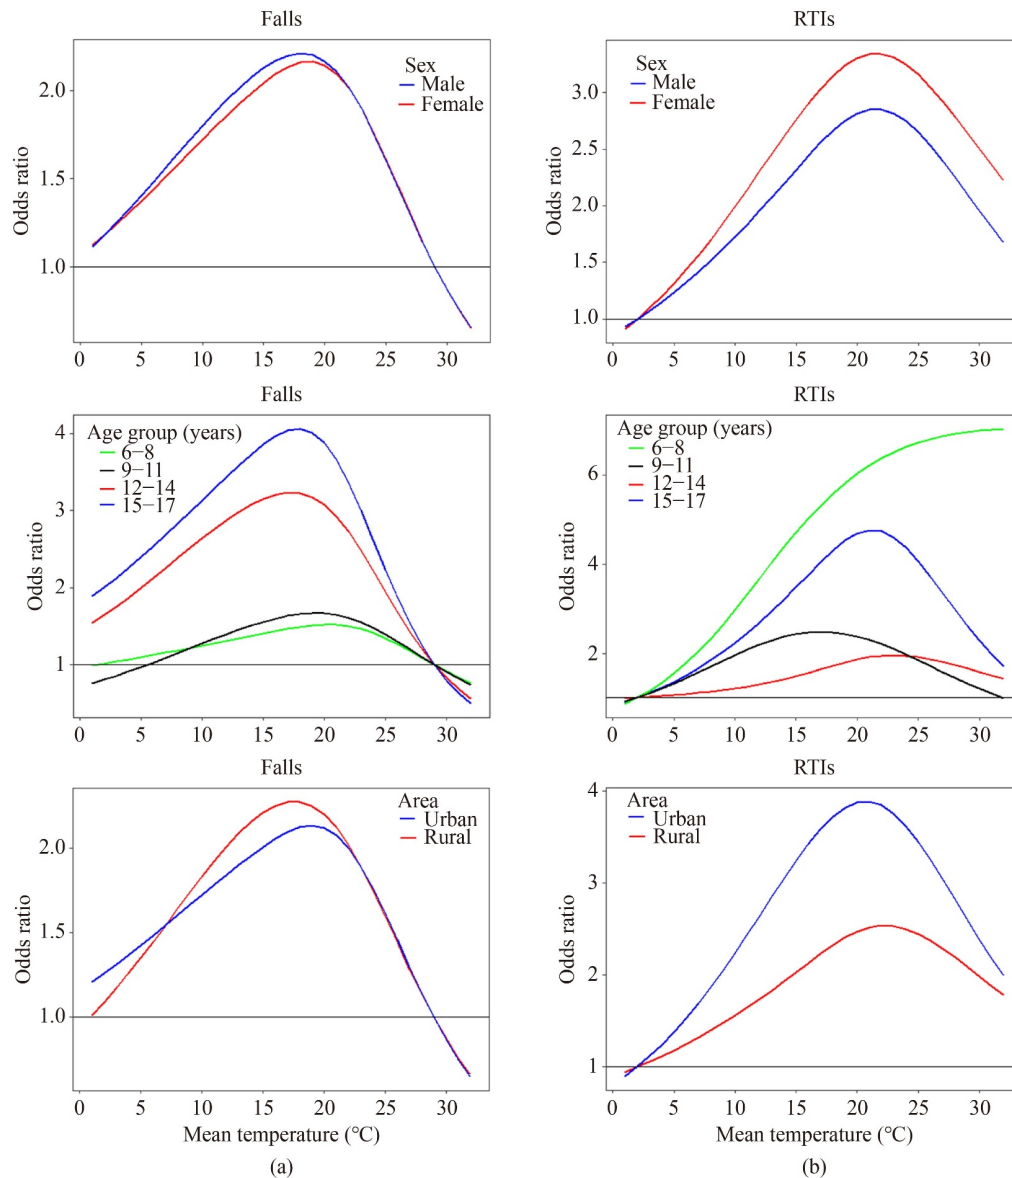 Falls
Odds ratio
2.0
1.5
1.0
Sex
Male
Female
0 5 10 15 20 25 30
RTIs
Odds ratio
3.0
2.5
2.0
1.5
1.0
Sex
Male
Female
0 5 10 15 20 25 30
Falls
Odds ratio
4
3
2
1
Age group (years)
6−8
9−11
12−14
15−17
0 5 10 15 20 25 30
RTIs
Odds ratio
6
4
2
Age group (years)
6−8
9−11
12−14
15−17
0 5 10 15 20 25 30
Falls
Odds ratio
2.0
1.5
1.0
Area
Urban
Rural
0 5 10 15 20 25 30
Mean temperature (°C)
(a)
RTIs
Odds ratio
4
3
2
1
Area
Urban
Rural
0 5 10 15 20 25 30
Mean temperature (°C)
(b)